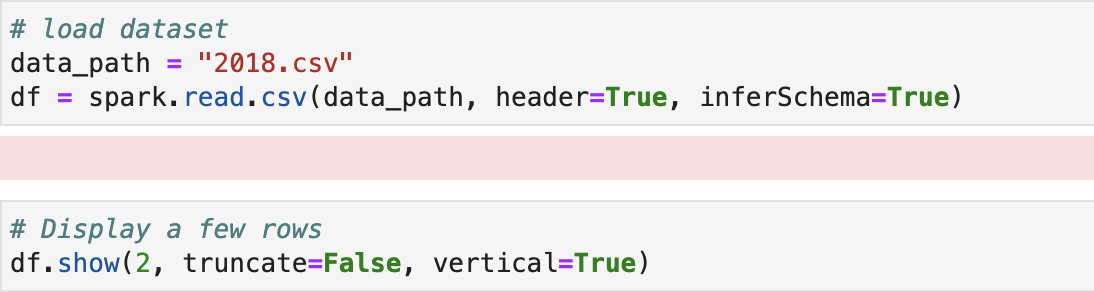 # load dataset
data_path = "2018.csv"
df = spark.read.csv(data_path, header=True, inferSchema=True)
# Display a few rows
df.show(2, truncate=False, vertical=True)